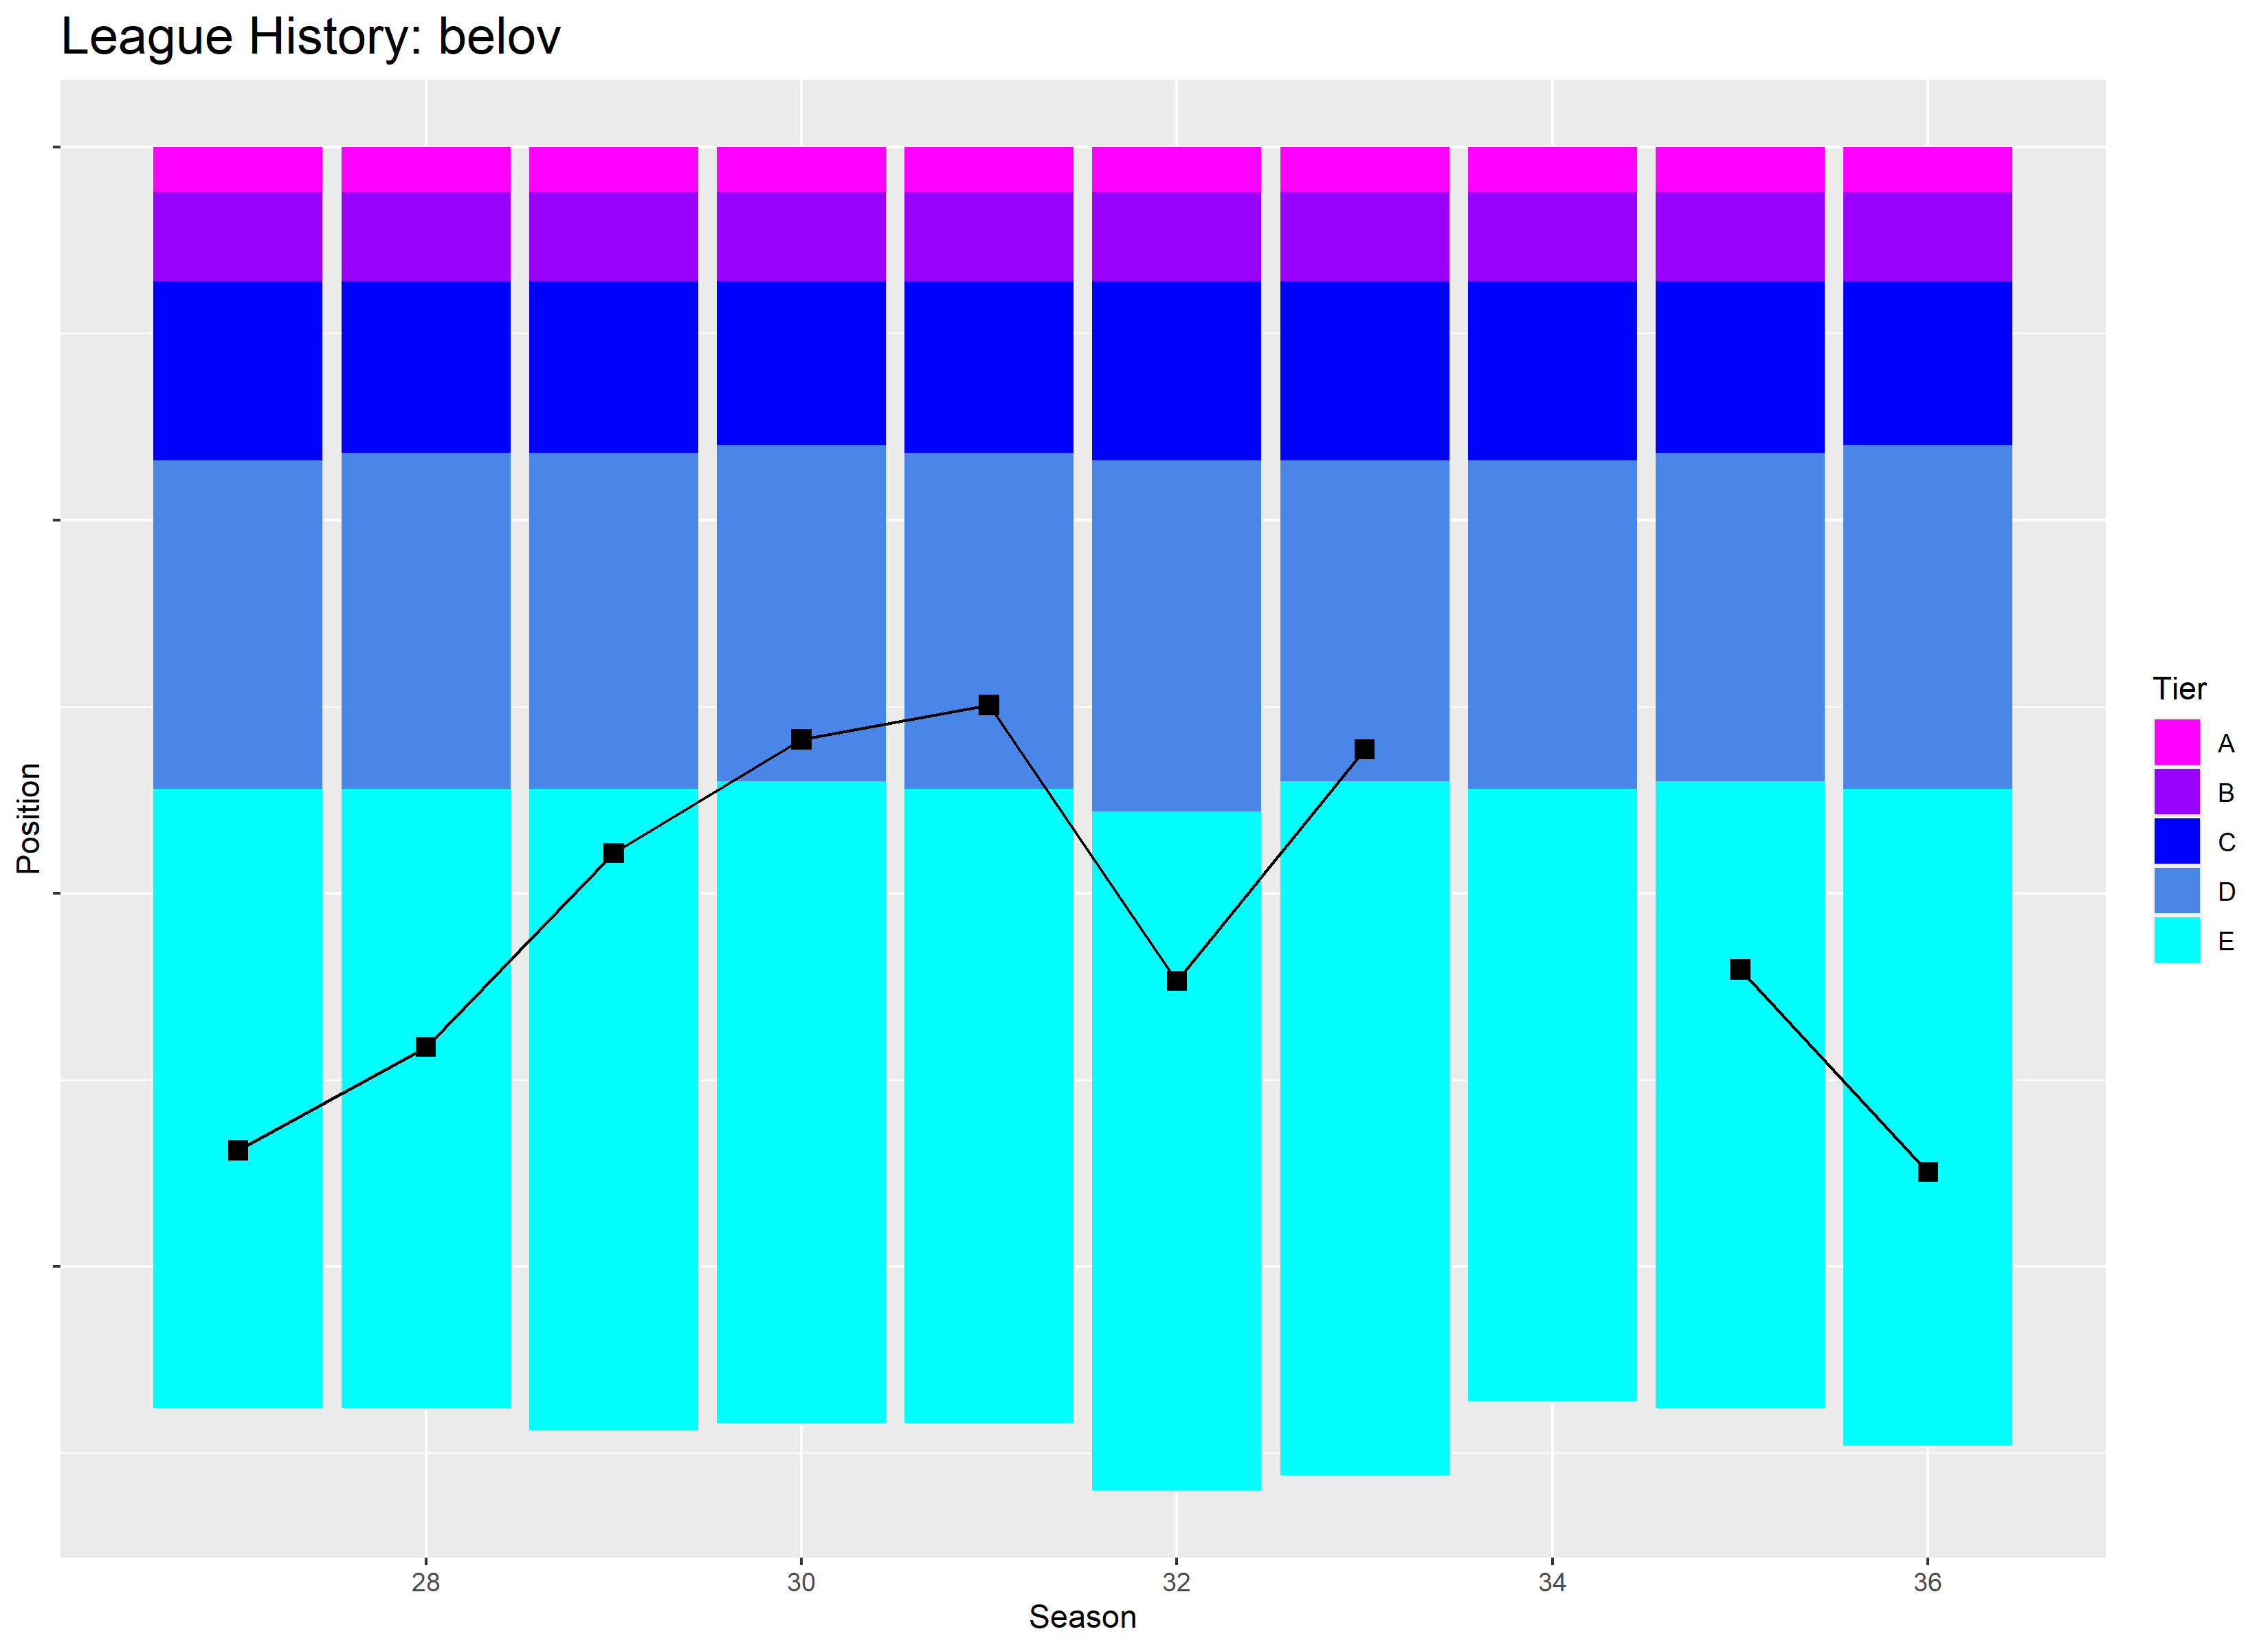 League History: belov
Position
Tier
A
B
C
D
E
28
30
32
34
36
Season